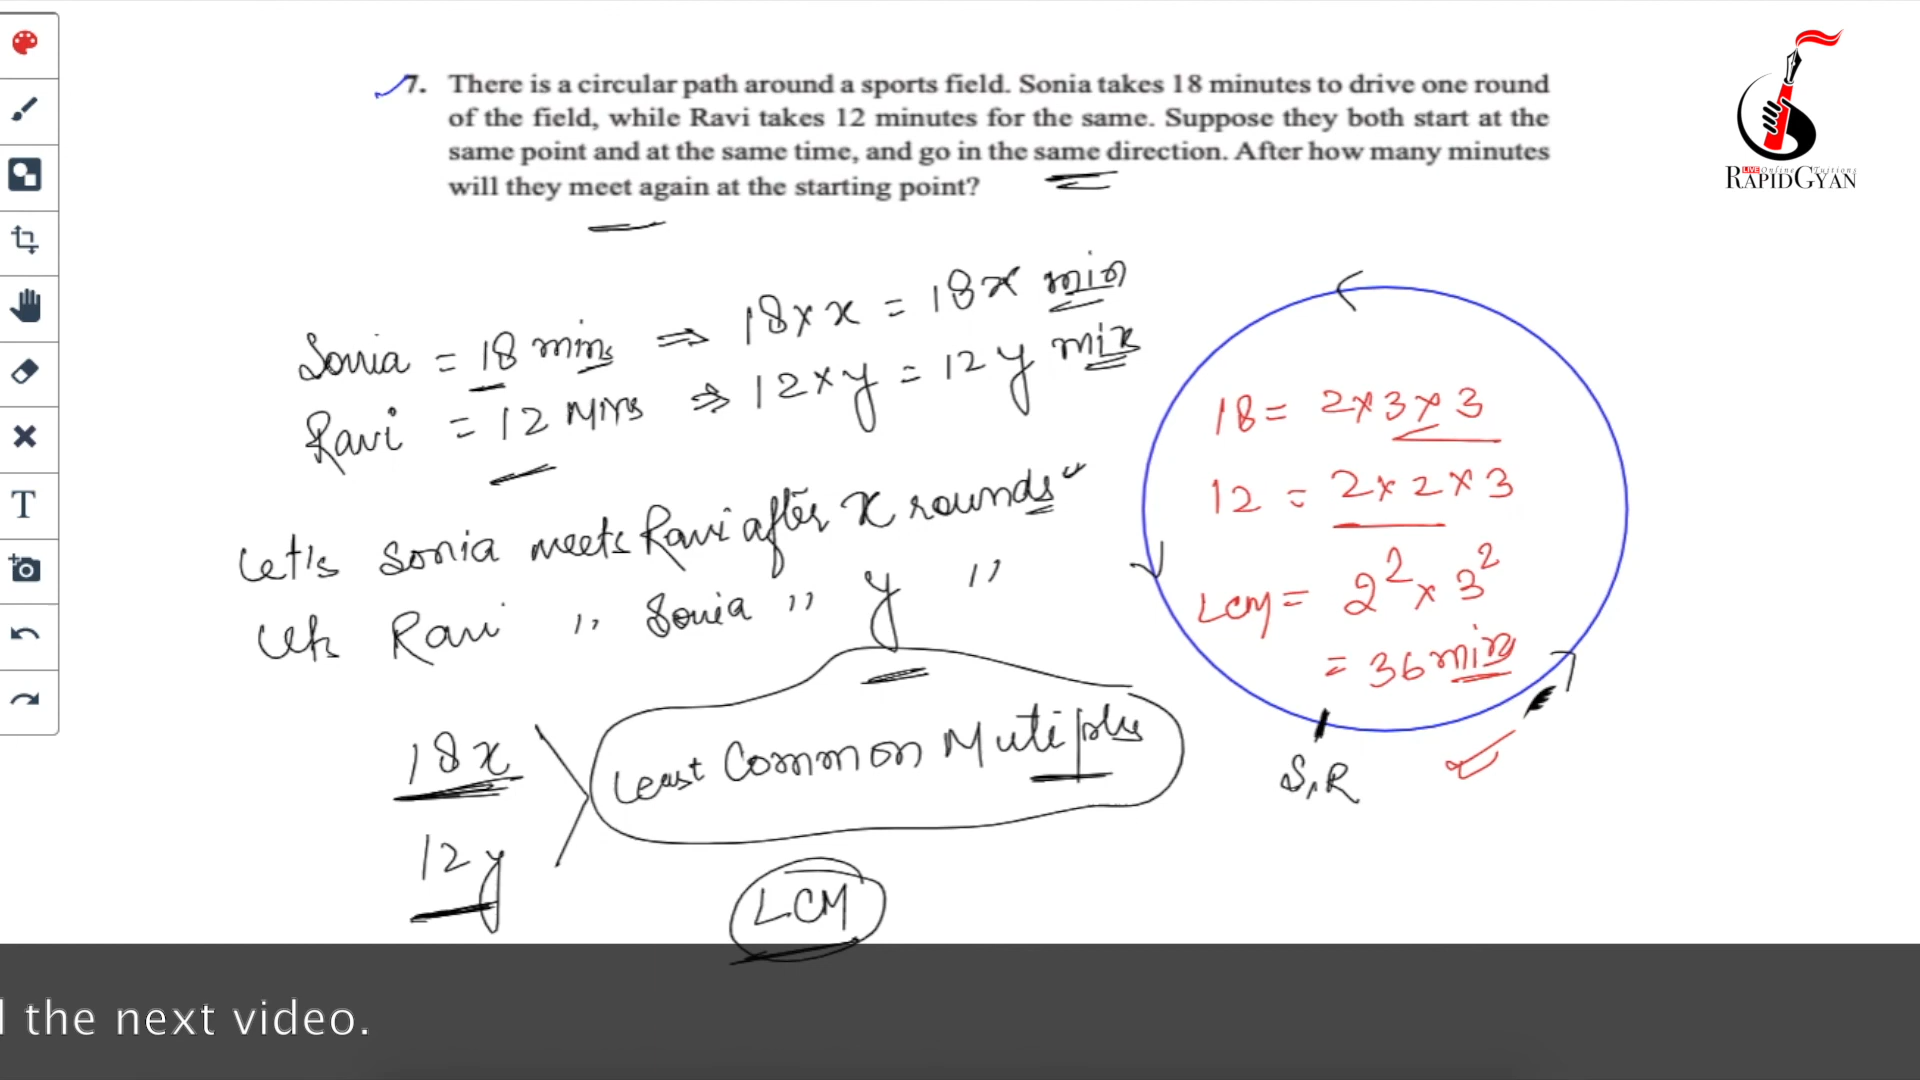 7. There is a circular path around a sports field. Sonia takes 18 minutes to drive one round
of the field, while Ravi takes 12 minutes for the same. Suppose they both start at the
same point and at the same time, and go in the same direction. After how many minutes
will they meet again at the starting point?
LIVE Online Tuitions
RAPIDGYAN
Sonia = 18 mins ⇒ 18 × x = 18x min
Ravi = 12 mins ⇒ 12 × y = 12y min
Let's Sonia meets Ravi after x rounds
Ravi " Sonia " y "
18x
12y
Least Common Mutiples
LCM
18 = 2×3×3
12 = 2×2×3
LCM = 2² × 3²
= 36 min
S, R
T
the next video.